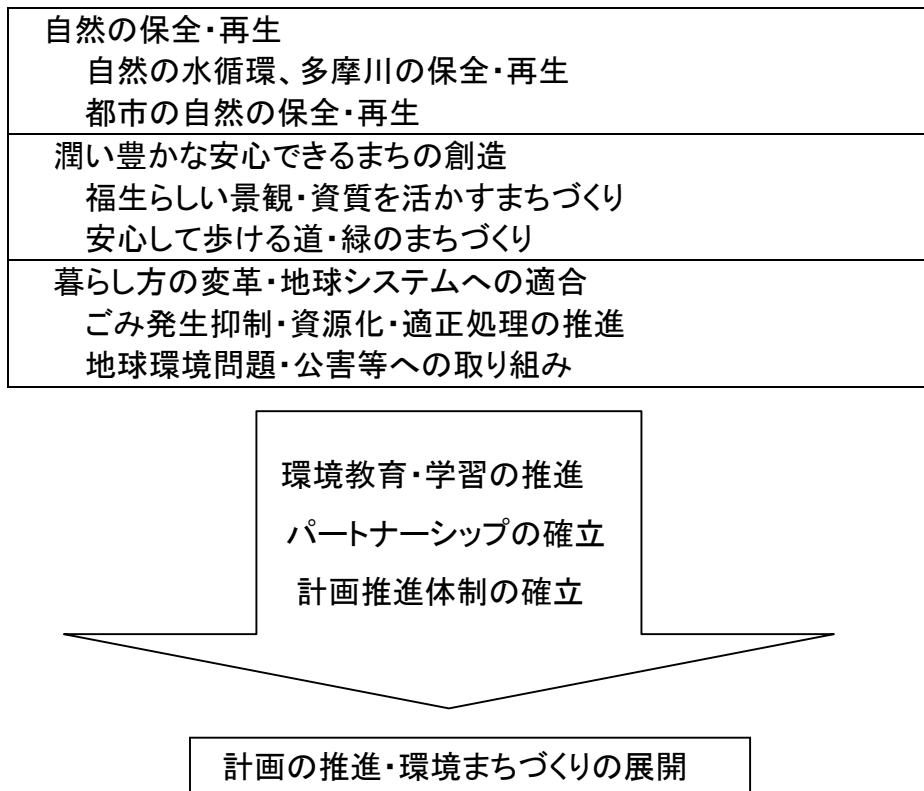 自然の保全・再生
自然の水循環、多摩川の保全・再生
都市の自然の保全・再生
潤い豊かな安心できるまちの創造
福生らしい景観・資質を活かすまちづくり
安心して歩ける道・緑のまちづくり
暮らし方の変革・地球システムへの適合
ごみ発生抑制・資源化・適正処理の推進
地球環境問題・公害等への取り組み
環境教育・学習の推進
パートナーシップの確立
計画推進体制の確立
計画の推進・環境まちづくりの展開